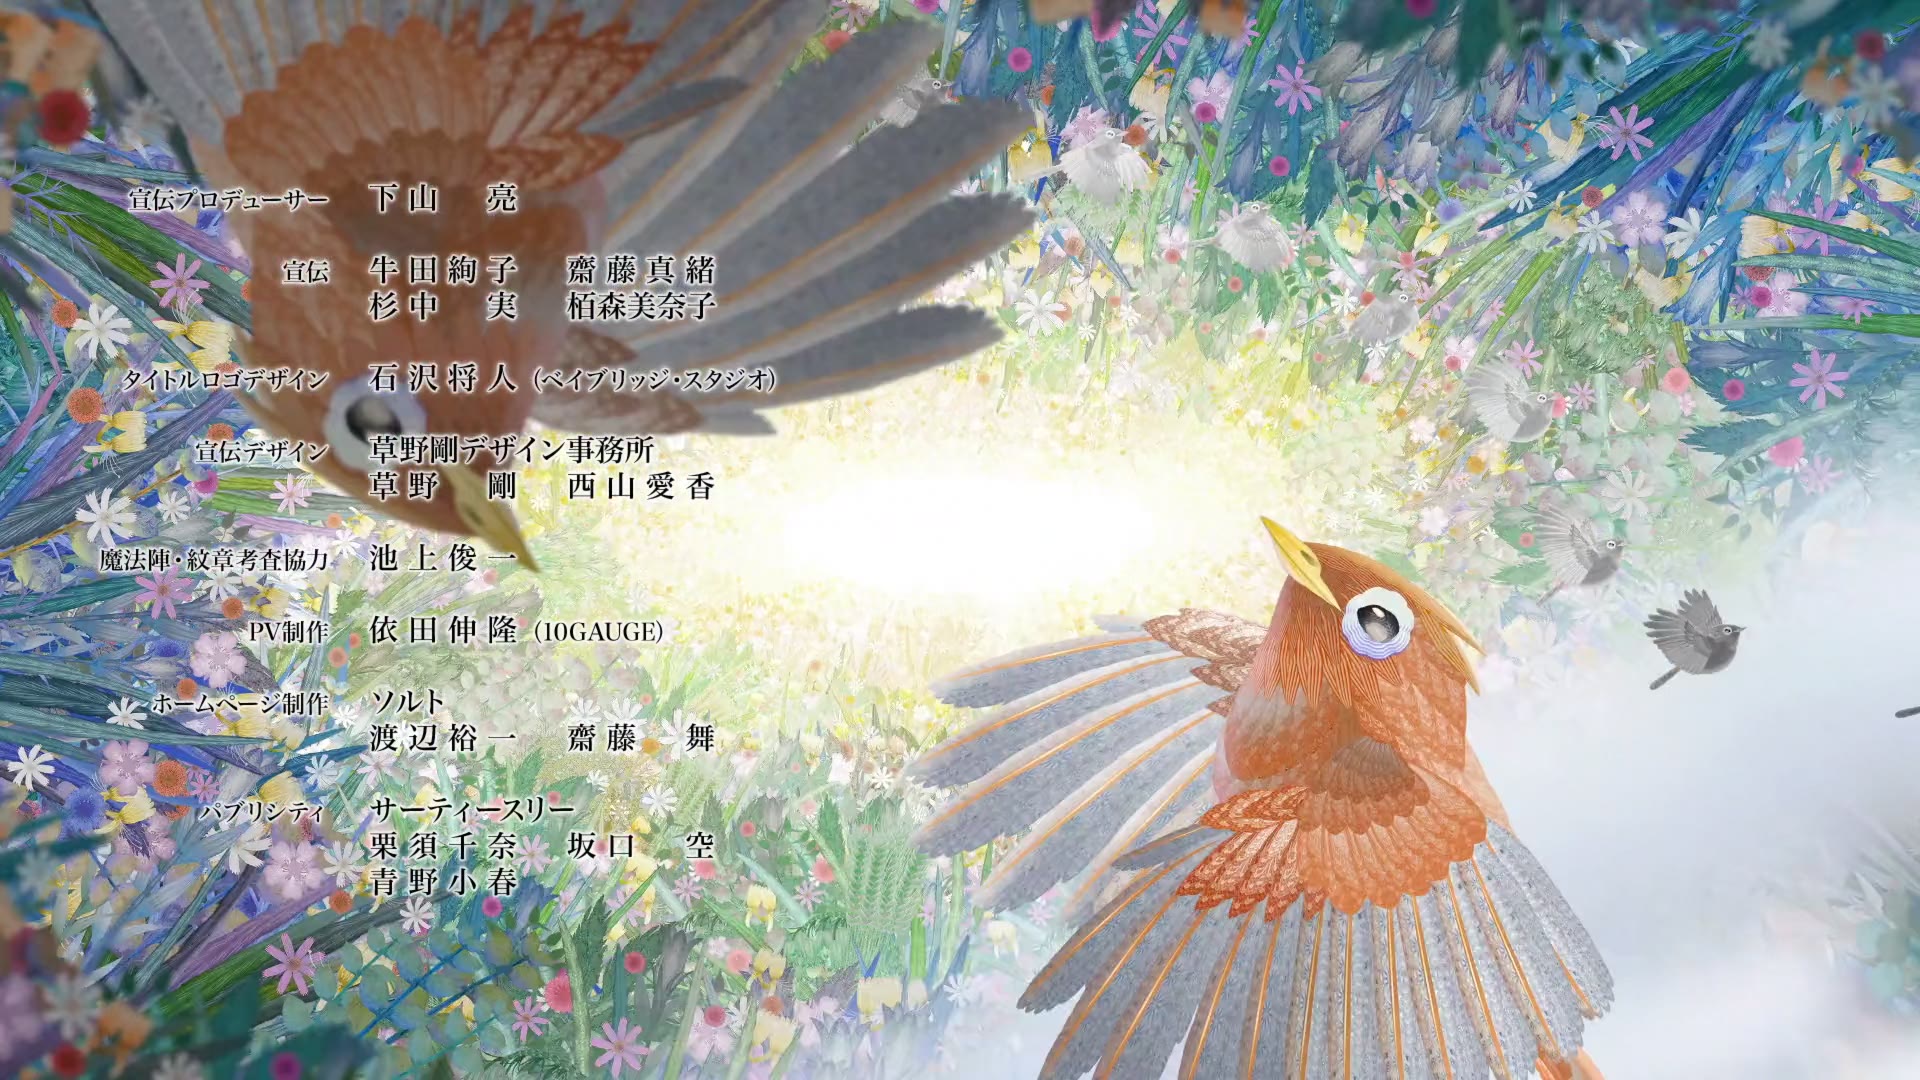 宣伝プロデューサー 下山 亮
宣伝 牛田絢子 齋藤真緒
杉中 実 栢森美奈子
タイトルロゴデザイン 石沢将人（ベイブリッジ・スタジオ）
宣伝デザイン 草野剛デザイン事務所
草野 剛 西山愛香
魔法陣・紋章考査協力 池上俊一
PV制作 依田伸隆（10GAUGE）
ホームページ制作 ソルト
渡辺裕一 齋藤 舞
パブリシティ サーティースリー
栗須千奈 坂口 空
青野小春